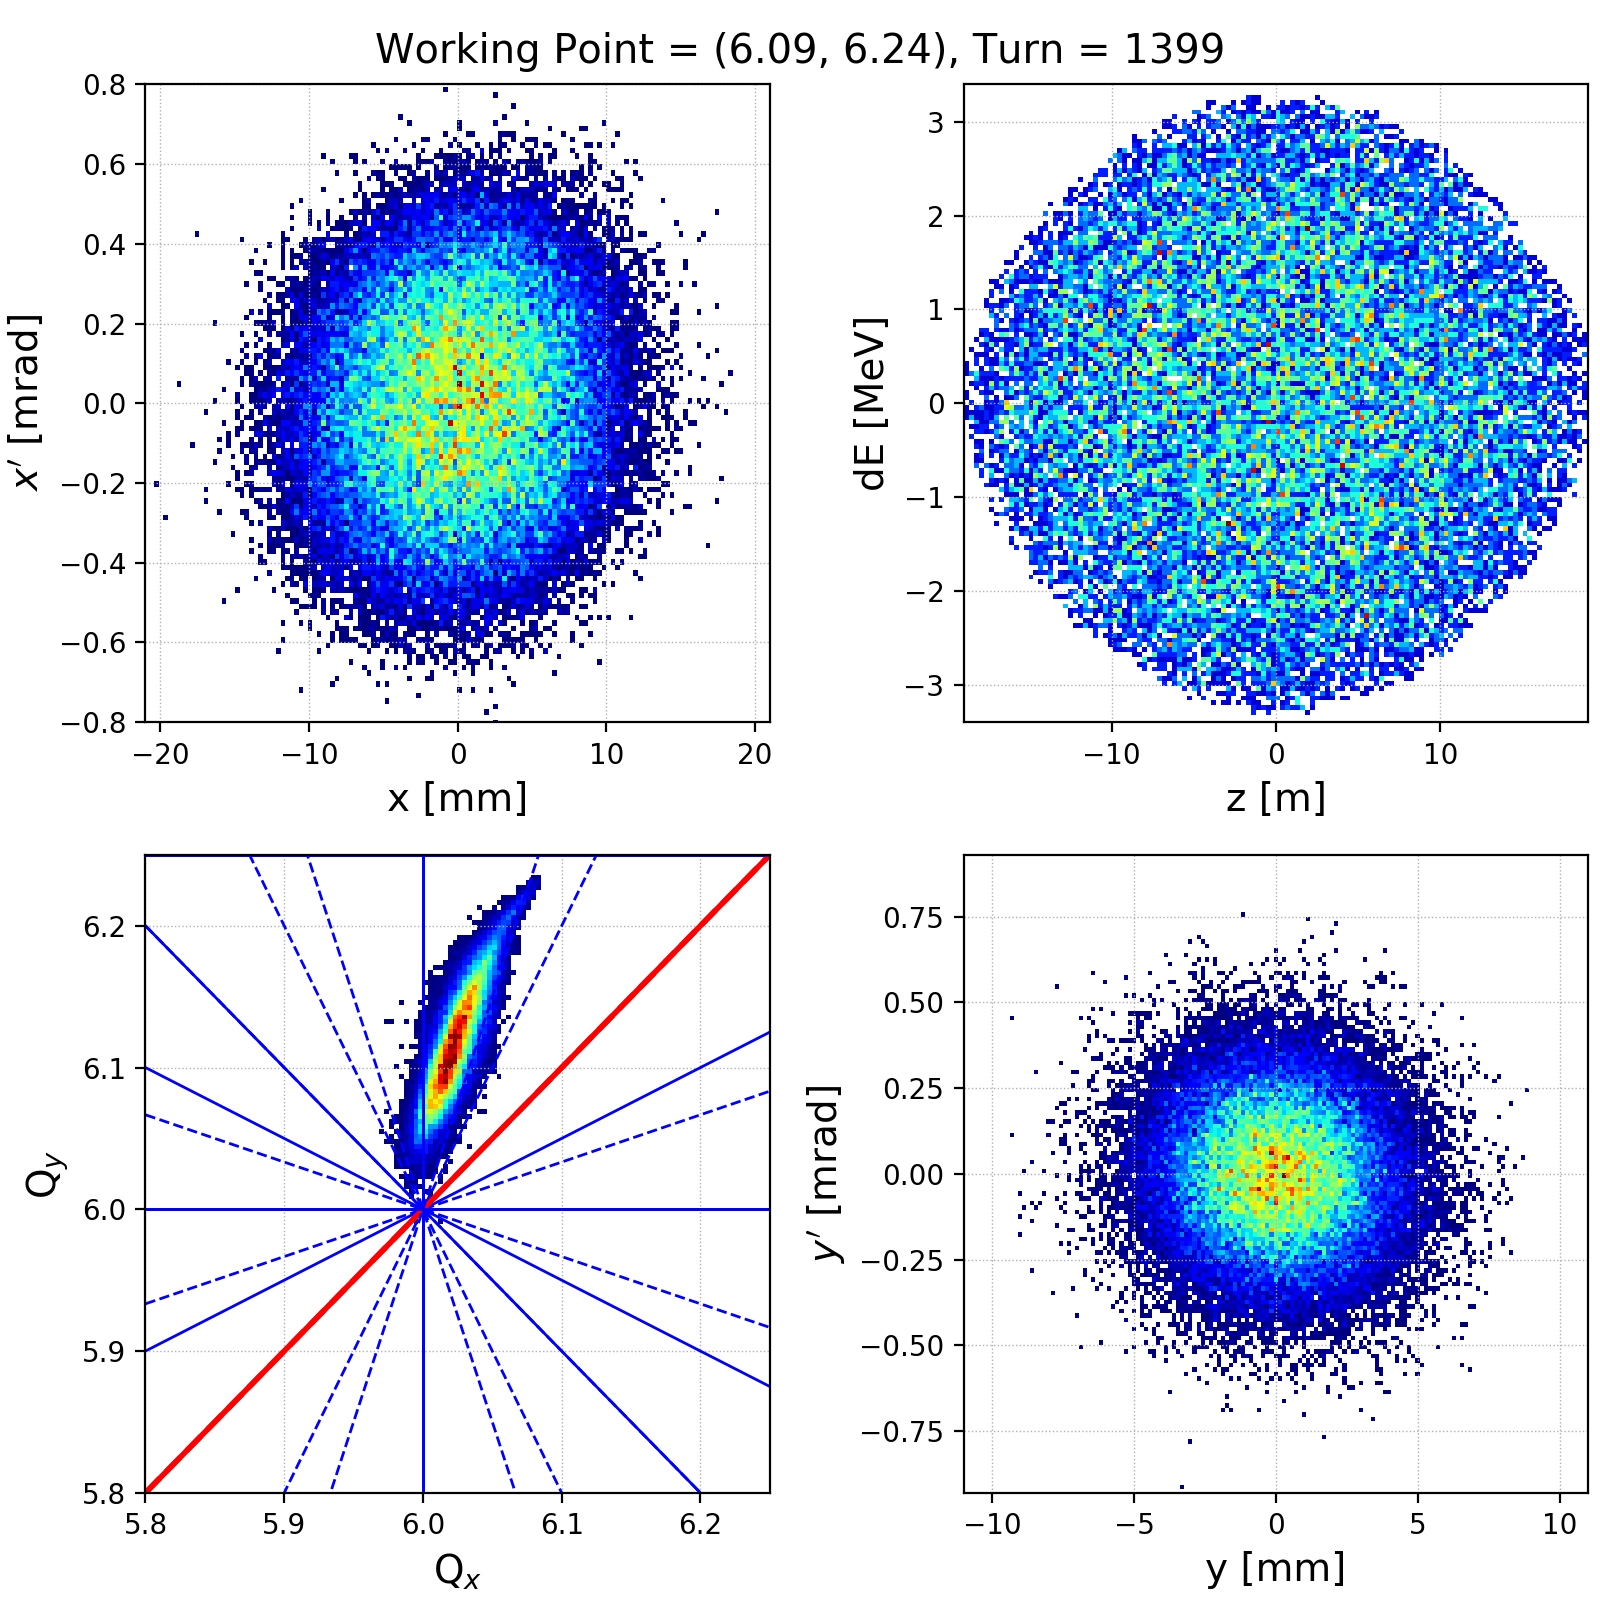 Working Point = (6.09, 6.24), Turn = 1399
0.8
0.6
0.4
0.2
0.0
−0.2
−0.4
−0.6
−0.8
x′ [mrad]
−20 −10 0 10 20
x [mm]
3
2
1
0
−1
−2
−3
dE [MeV]
−10 0 10
z [m]
6.2
6.1
6.0
5.9
5.8
Qy
5.8 5.9 6.0 6.1 6.2
Qx
0.75
0.50
0.25
0.00
−0.25
−0.50
−0.75
y′ [mrad]
−10 −5 0 5 10
y [mm]